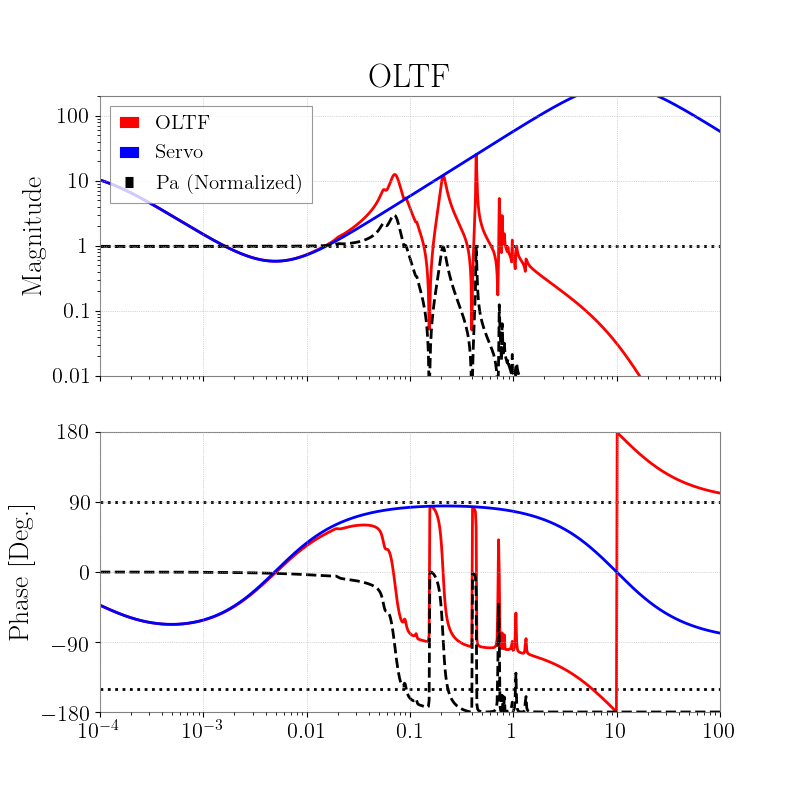 OLTF
Magnitude
100
10
1
0.1
0.01
OLTF
Servo
Pa (Normalized)
Phase [Deg.]
180
90
0
−90
−180
10⁻⁴
10⁻³
0.01
0.1
1
10
100